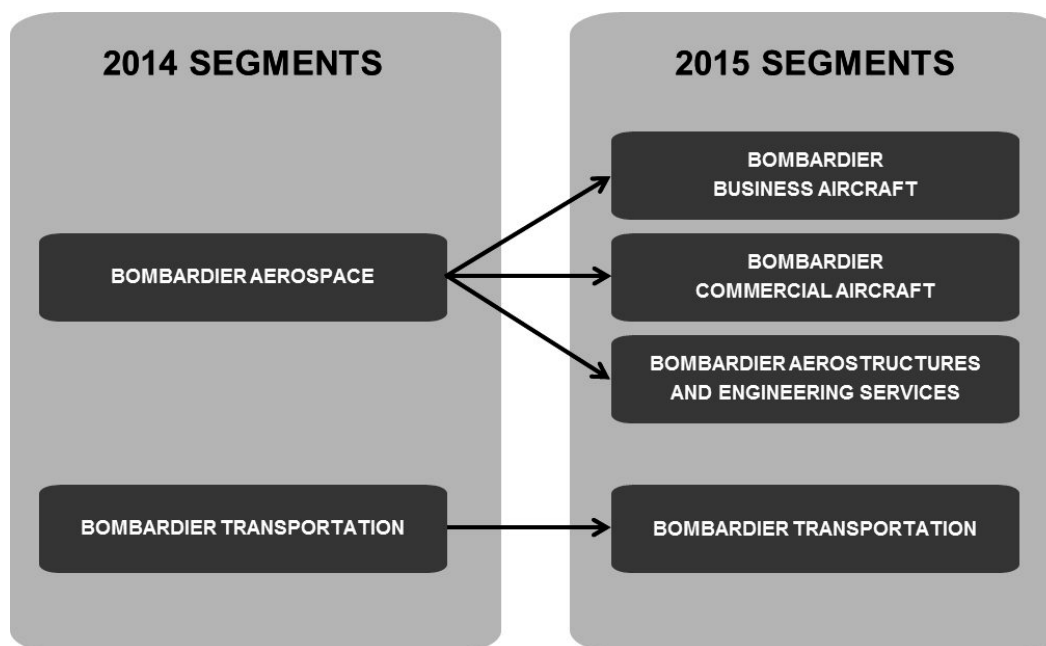 2014 SEGMENTS
BOMBARDIER AEROSPACE
BOMBARDIER TRANSPORTATION
2015 SEGMENTS
BOMBARDIER
BUSINESS AIRCRAFT
BOMBARDIER
COMMERCIAL AIRCRAFT
BOMBARDIER AEROSTRUCTURES
AND ENGINEERING SERVICES
BOMBARDIER TRANSPORTATION